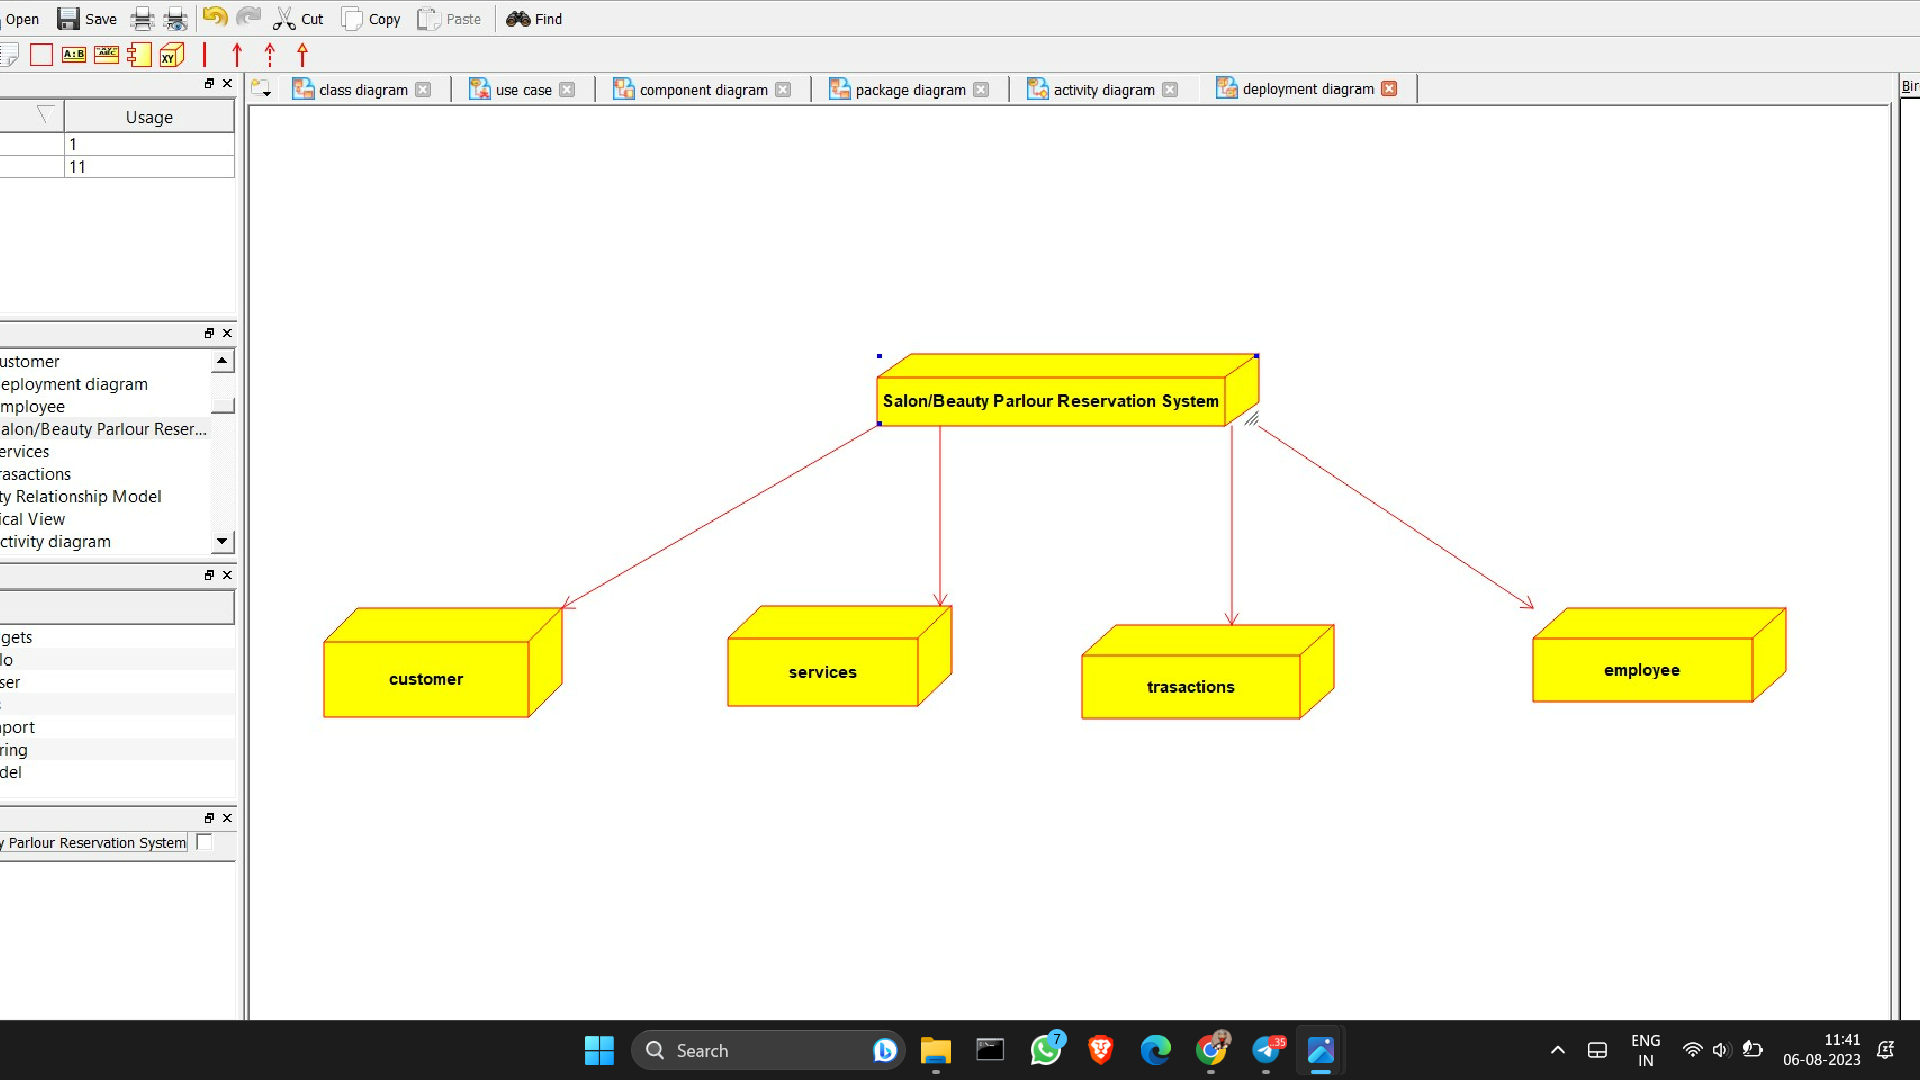 Open Save Cut Copy Paste Find
A:B ABC XY
class diagram use case component diagram package diagram activity diagram deployment diagram
Usage
1
11
ustomer
eployment diagram
mployee
alon/Beauty Parlour Reser...
ervices
rasactions
ty Relationship Model
ical View
ctivity diagram
gets
lo
ser
port
ring
del
y Parlour Reservation System
Salon/Beauty Parlour Reservation System
customer
services
trasactions
employee
Search
7
35
ENG
IN
11:41
06-08-2023